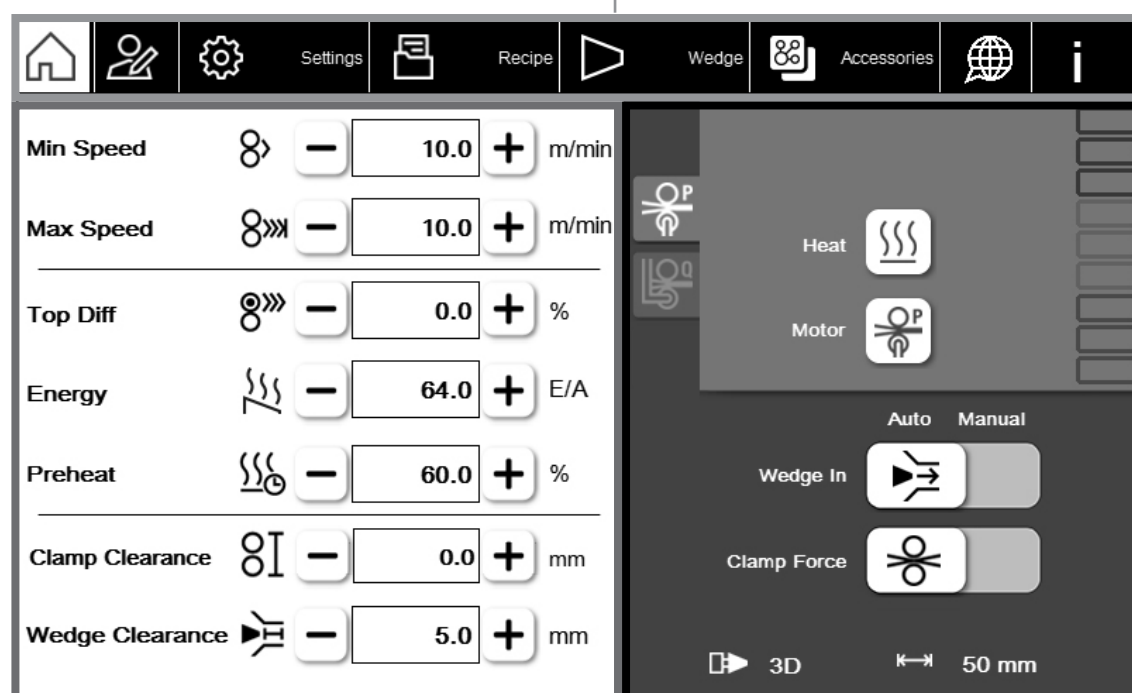 Settings Recipe Wedge Accessories i
Min Speed 10.0 m/min
Max Speed 10.0 m/min
Top Diff 0.0 %
Energy 64.0 E/A
Preheat 60.0 %
Clamp Clearance 0.0 mm
Wedge Clearance 5.0 mm
P
Heat
Motor P
Auto Manual
Wedge In
Clamp Force
3D 50 mm